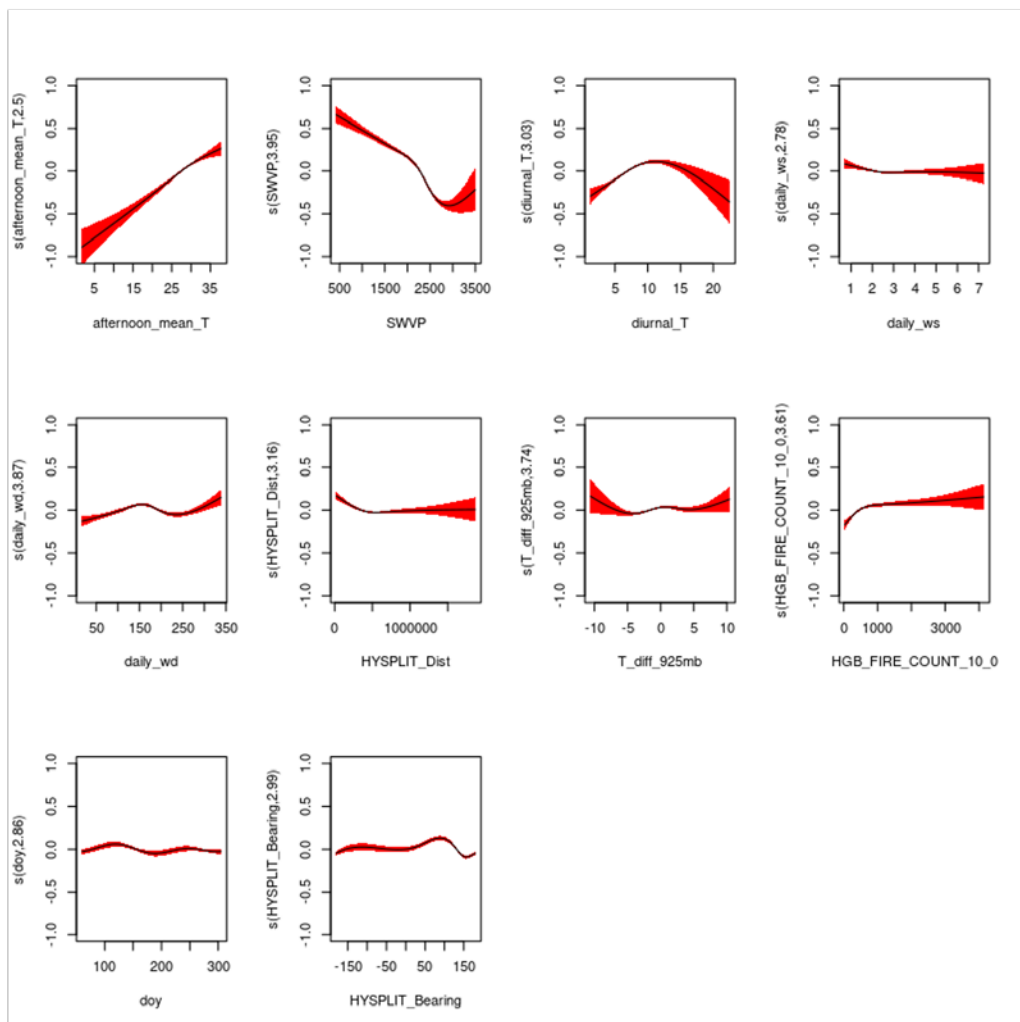 s(afternoon_mean_T,2.5)
1.0
0.5
0.0
-0.5
-1.0
5 15 25 35
afternoon_mean_T
s(SWVP,3.95)
1.0
0.5
0.0
-0.5
-1.0
500 1500 2500 3500
SWVP
s(diurnal_T,3.03)
1.0
0.5
0.0
-0.5
-1.0
5 10 15 20
diurnal_T
s(daily_ws,2.78)
1.0
0.5
0.0
-0.5
-1.0
1 2 3 4 5 6 7
daily_ws
s(daily_wd,3.87)
1.0
0.5
0.0
-0.5
-1.0
50 150 250 350
daily_wd
s(HYSPLIT_Dist,3.16)
1.0
0.5
0.0
-0.5
-1.0
0 1000000
HYSPLIT_Dist
s(T_diff_925mb,3.74)
1.0
0.5
0.0
-0.5
-1.0
-10 -5 0 5 10
T_diff_925mb
s(HGB_FIRE_COUNT_10_0,3.61)
1.0
0.5
0.0
-0.5
-1.0
0 1000 3000
HGB_FIRE_COUNT_10_0
s(doy,2.86)
1.0
0.5
0.0
-0.5
-1.0
100 200 300
doy
s(HYSPLIT_Bearing,2.99)
1.0
0.5
0.0
-0.5
-1.0
-150 -50 50 150
HYSPLIT_Bearing